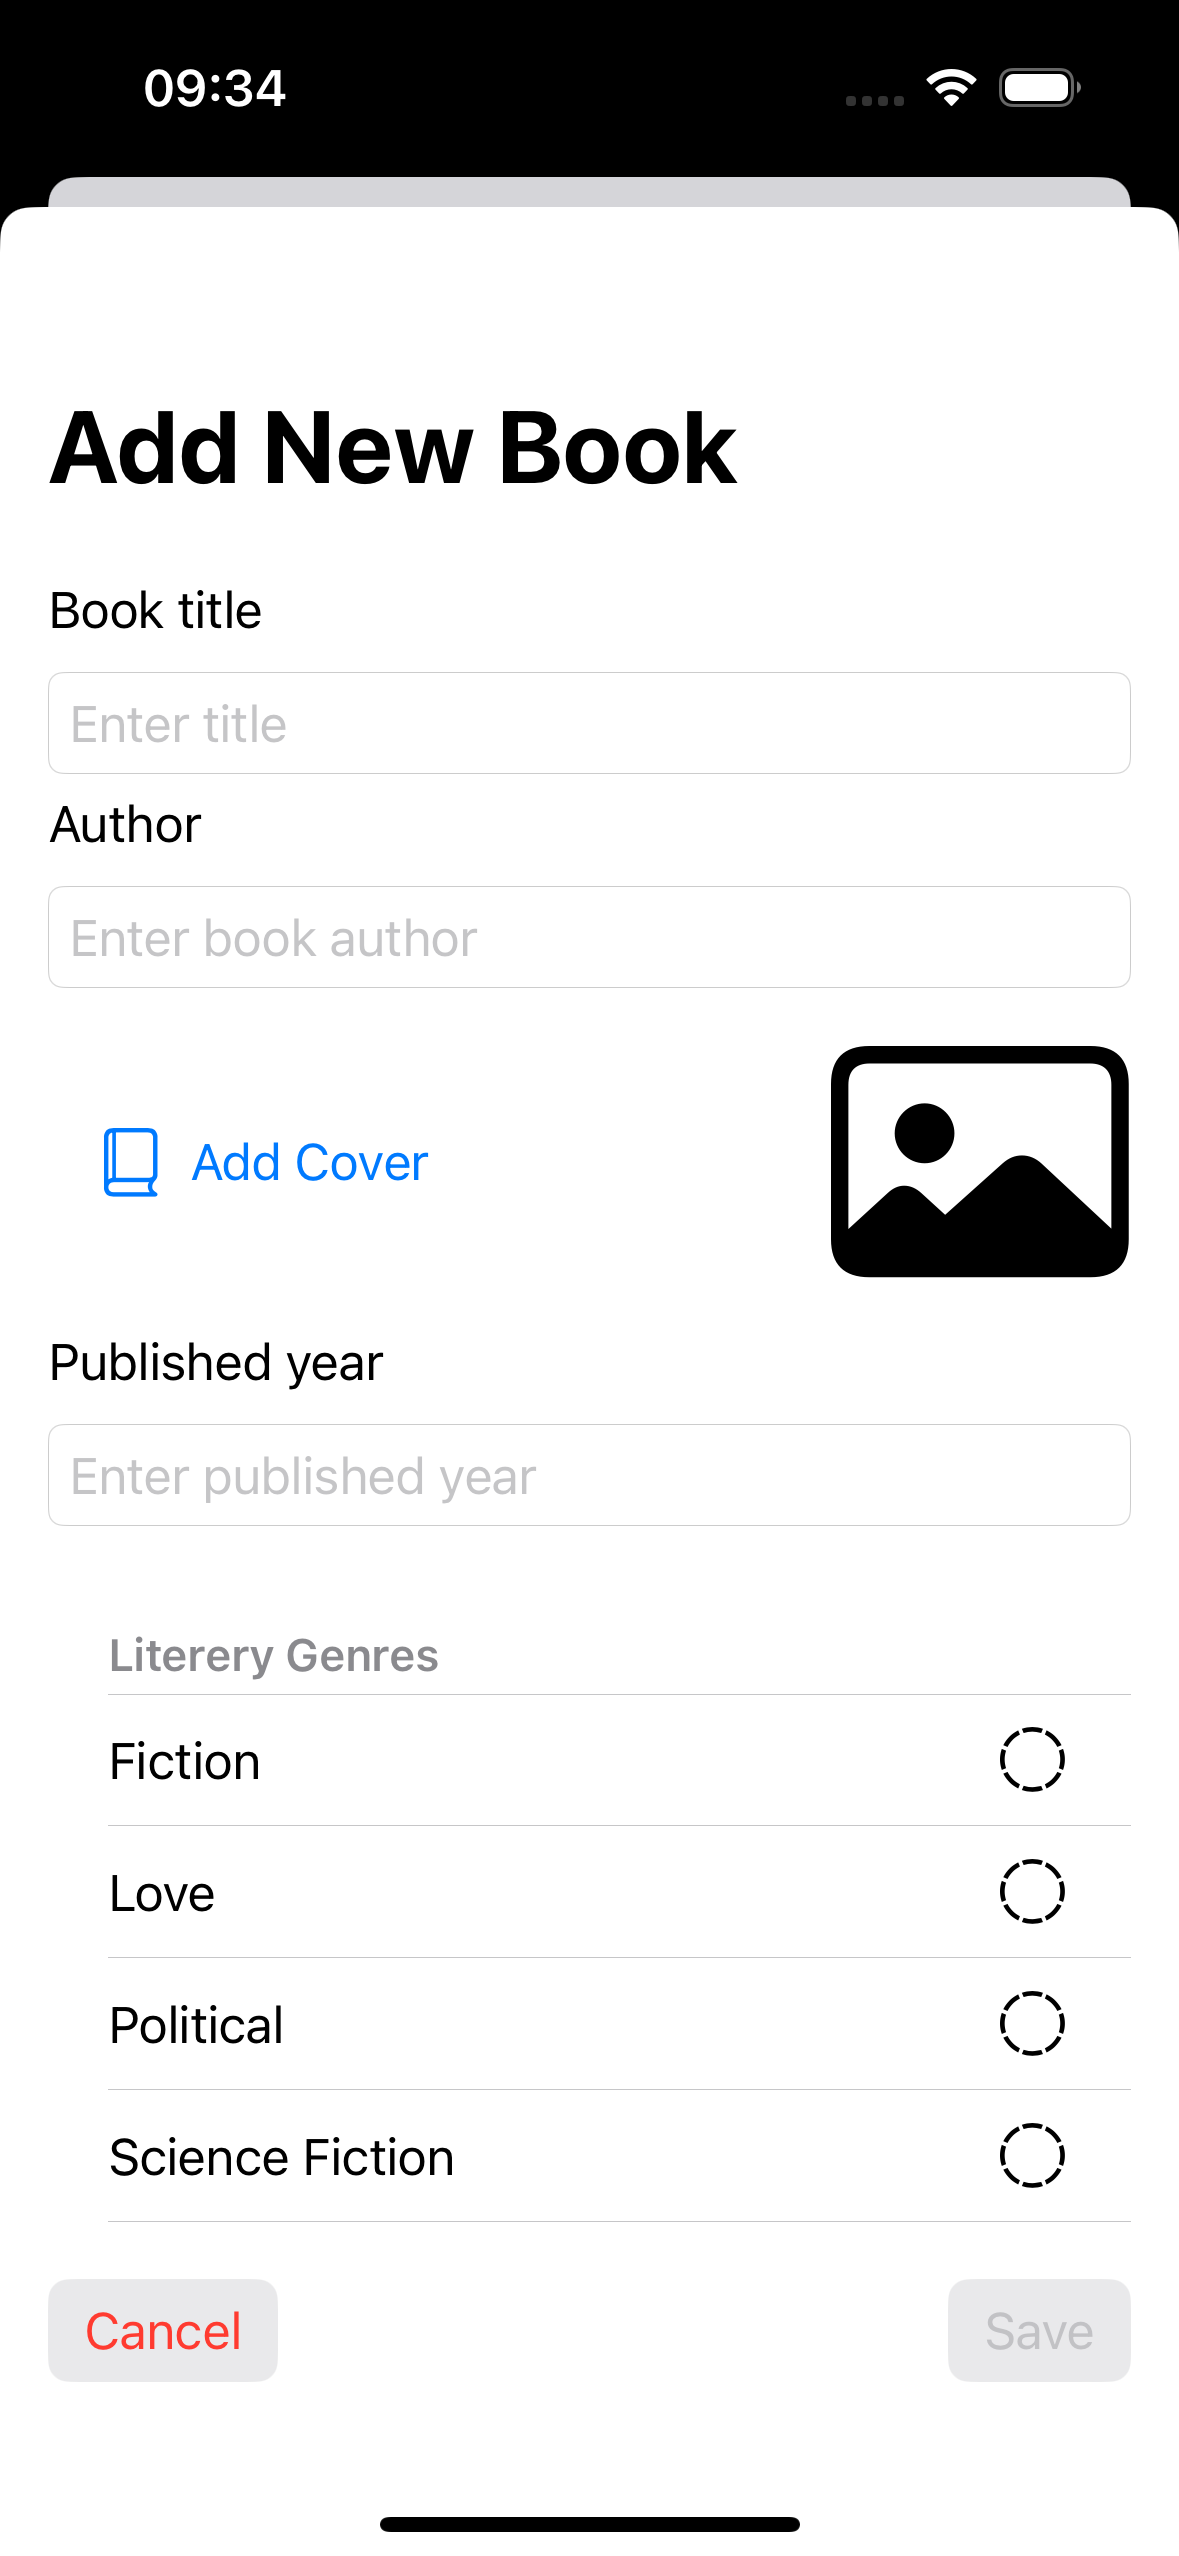 09:34
Add New Book
Book title
Enter title
Author
Enter book author
Add Cover
Published year
Enter published year
Literery Genres
Fiction
Love
Political
Science Fiction
Cancel
Save